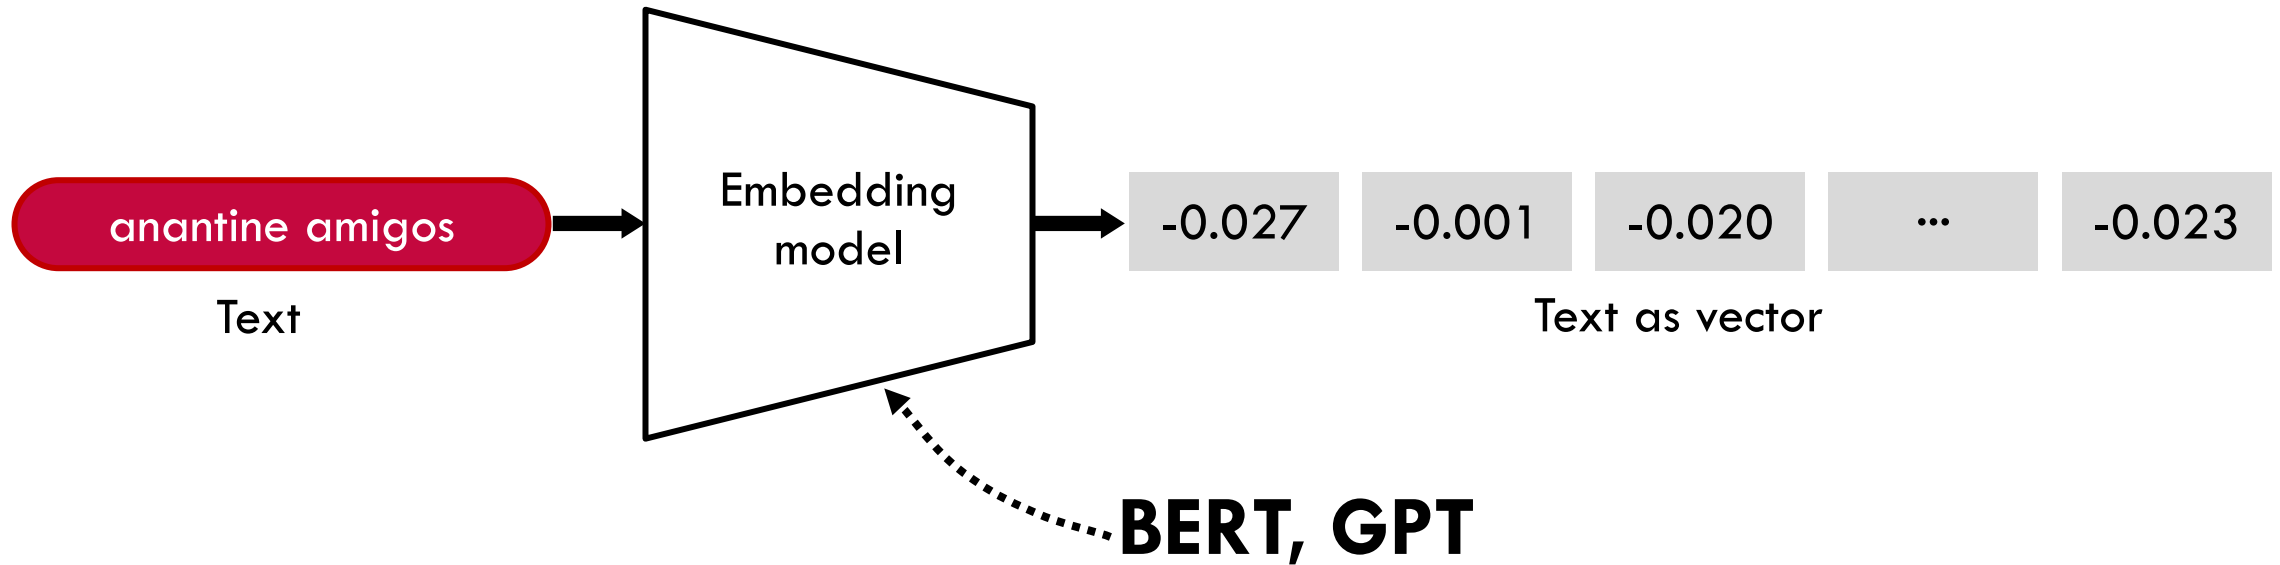 anantine amigos
Text
Embedding
model
-0.027
-0.001
-0.020
...
-0.023
Text as vector
BERT, GPT